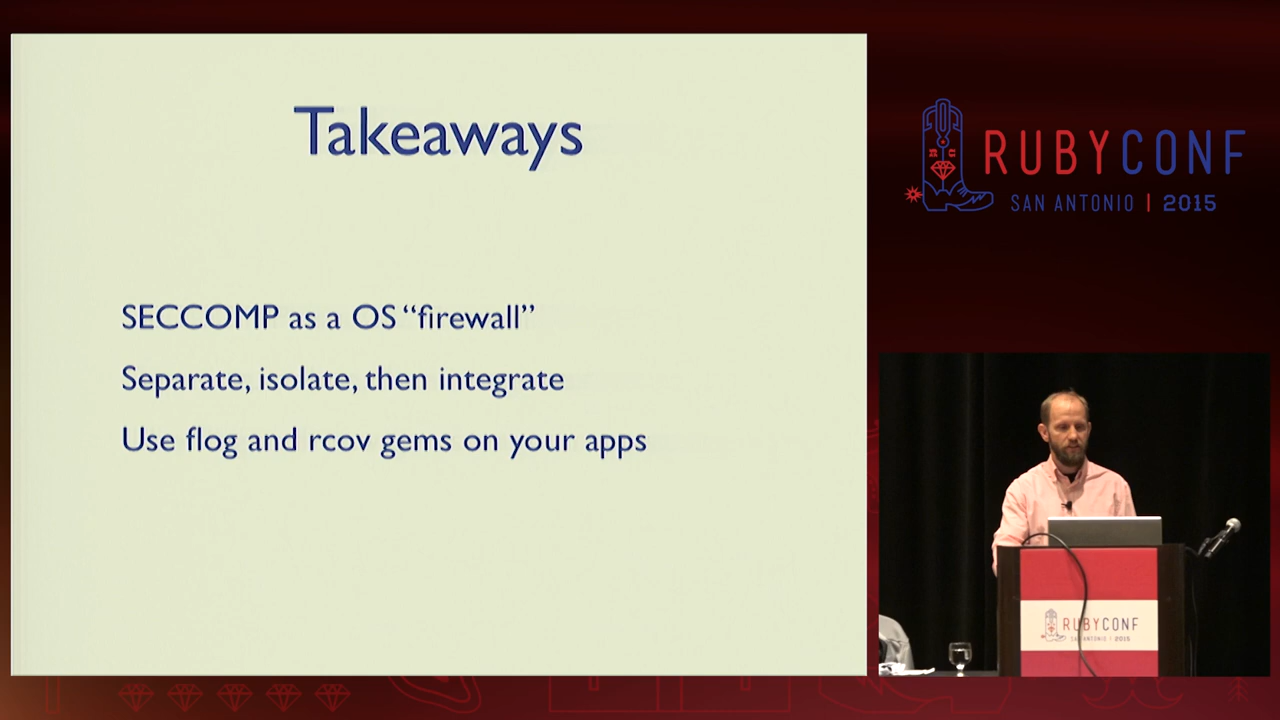 Takeaways
SECCOMP as a OS “firewall”
Separate, isolate, then integrate
Use flog and rcov gems on your apps
RUBYCONF
SAN ANTONIO | 2015
RUBYCONF
SAN ANTONIO | 2015